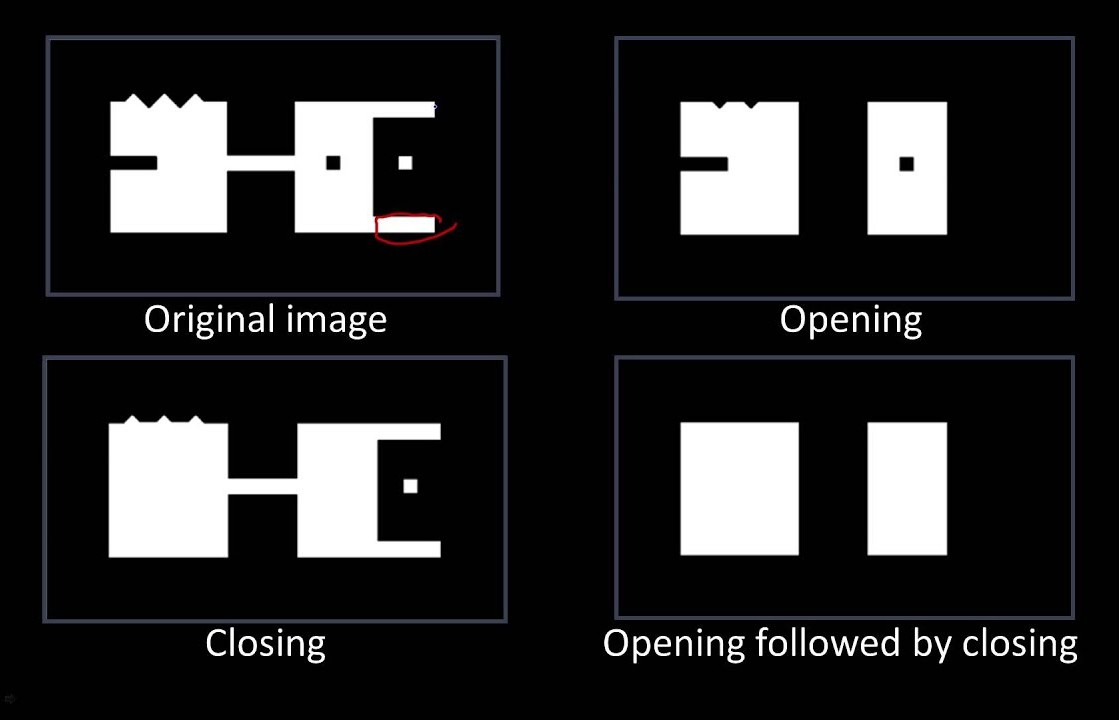 Original image
Opening
Closing
Opening followed by closing